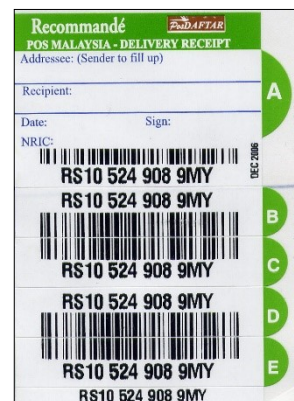 Recommandé PosDAFTAR
POS MALAYSIA - DELIVERY RECEIPT
Addressee: (Sender to fill up)
Recipient:
A
Date: Sign:
NRIC:
DEC 2006
RS10 524 908 9MY
RS10 524 908 9MY
B
RS10 524 908 9MY
C
RS10 524 908 9MY
D
RS10 524 908 9MY
E
RS10 524 908 9MY